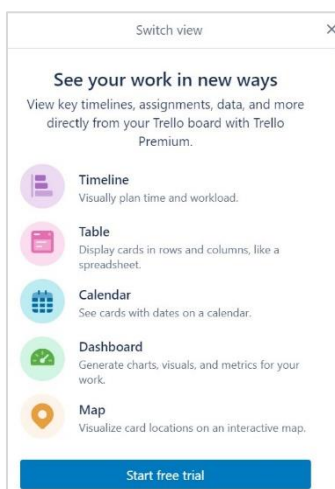 Switch view
See your work in new ways
View key timelines, assignments, data, and more
directly from your Trello board with Trello
Premium.
Timeline
Visually plan time and workload.
Table
Display cards in rows and columns, like a
spreadsheet.
Calendar
See cards with dates on a calendar.
Dashboard
Generate charts, visuals, and metrics for your
work.
Map
Visualize card locations on an interactive map.
Start free trial